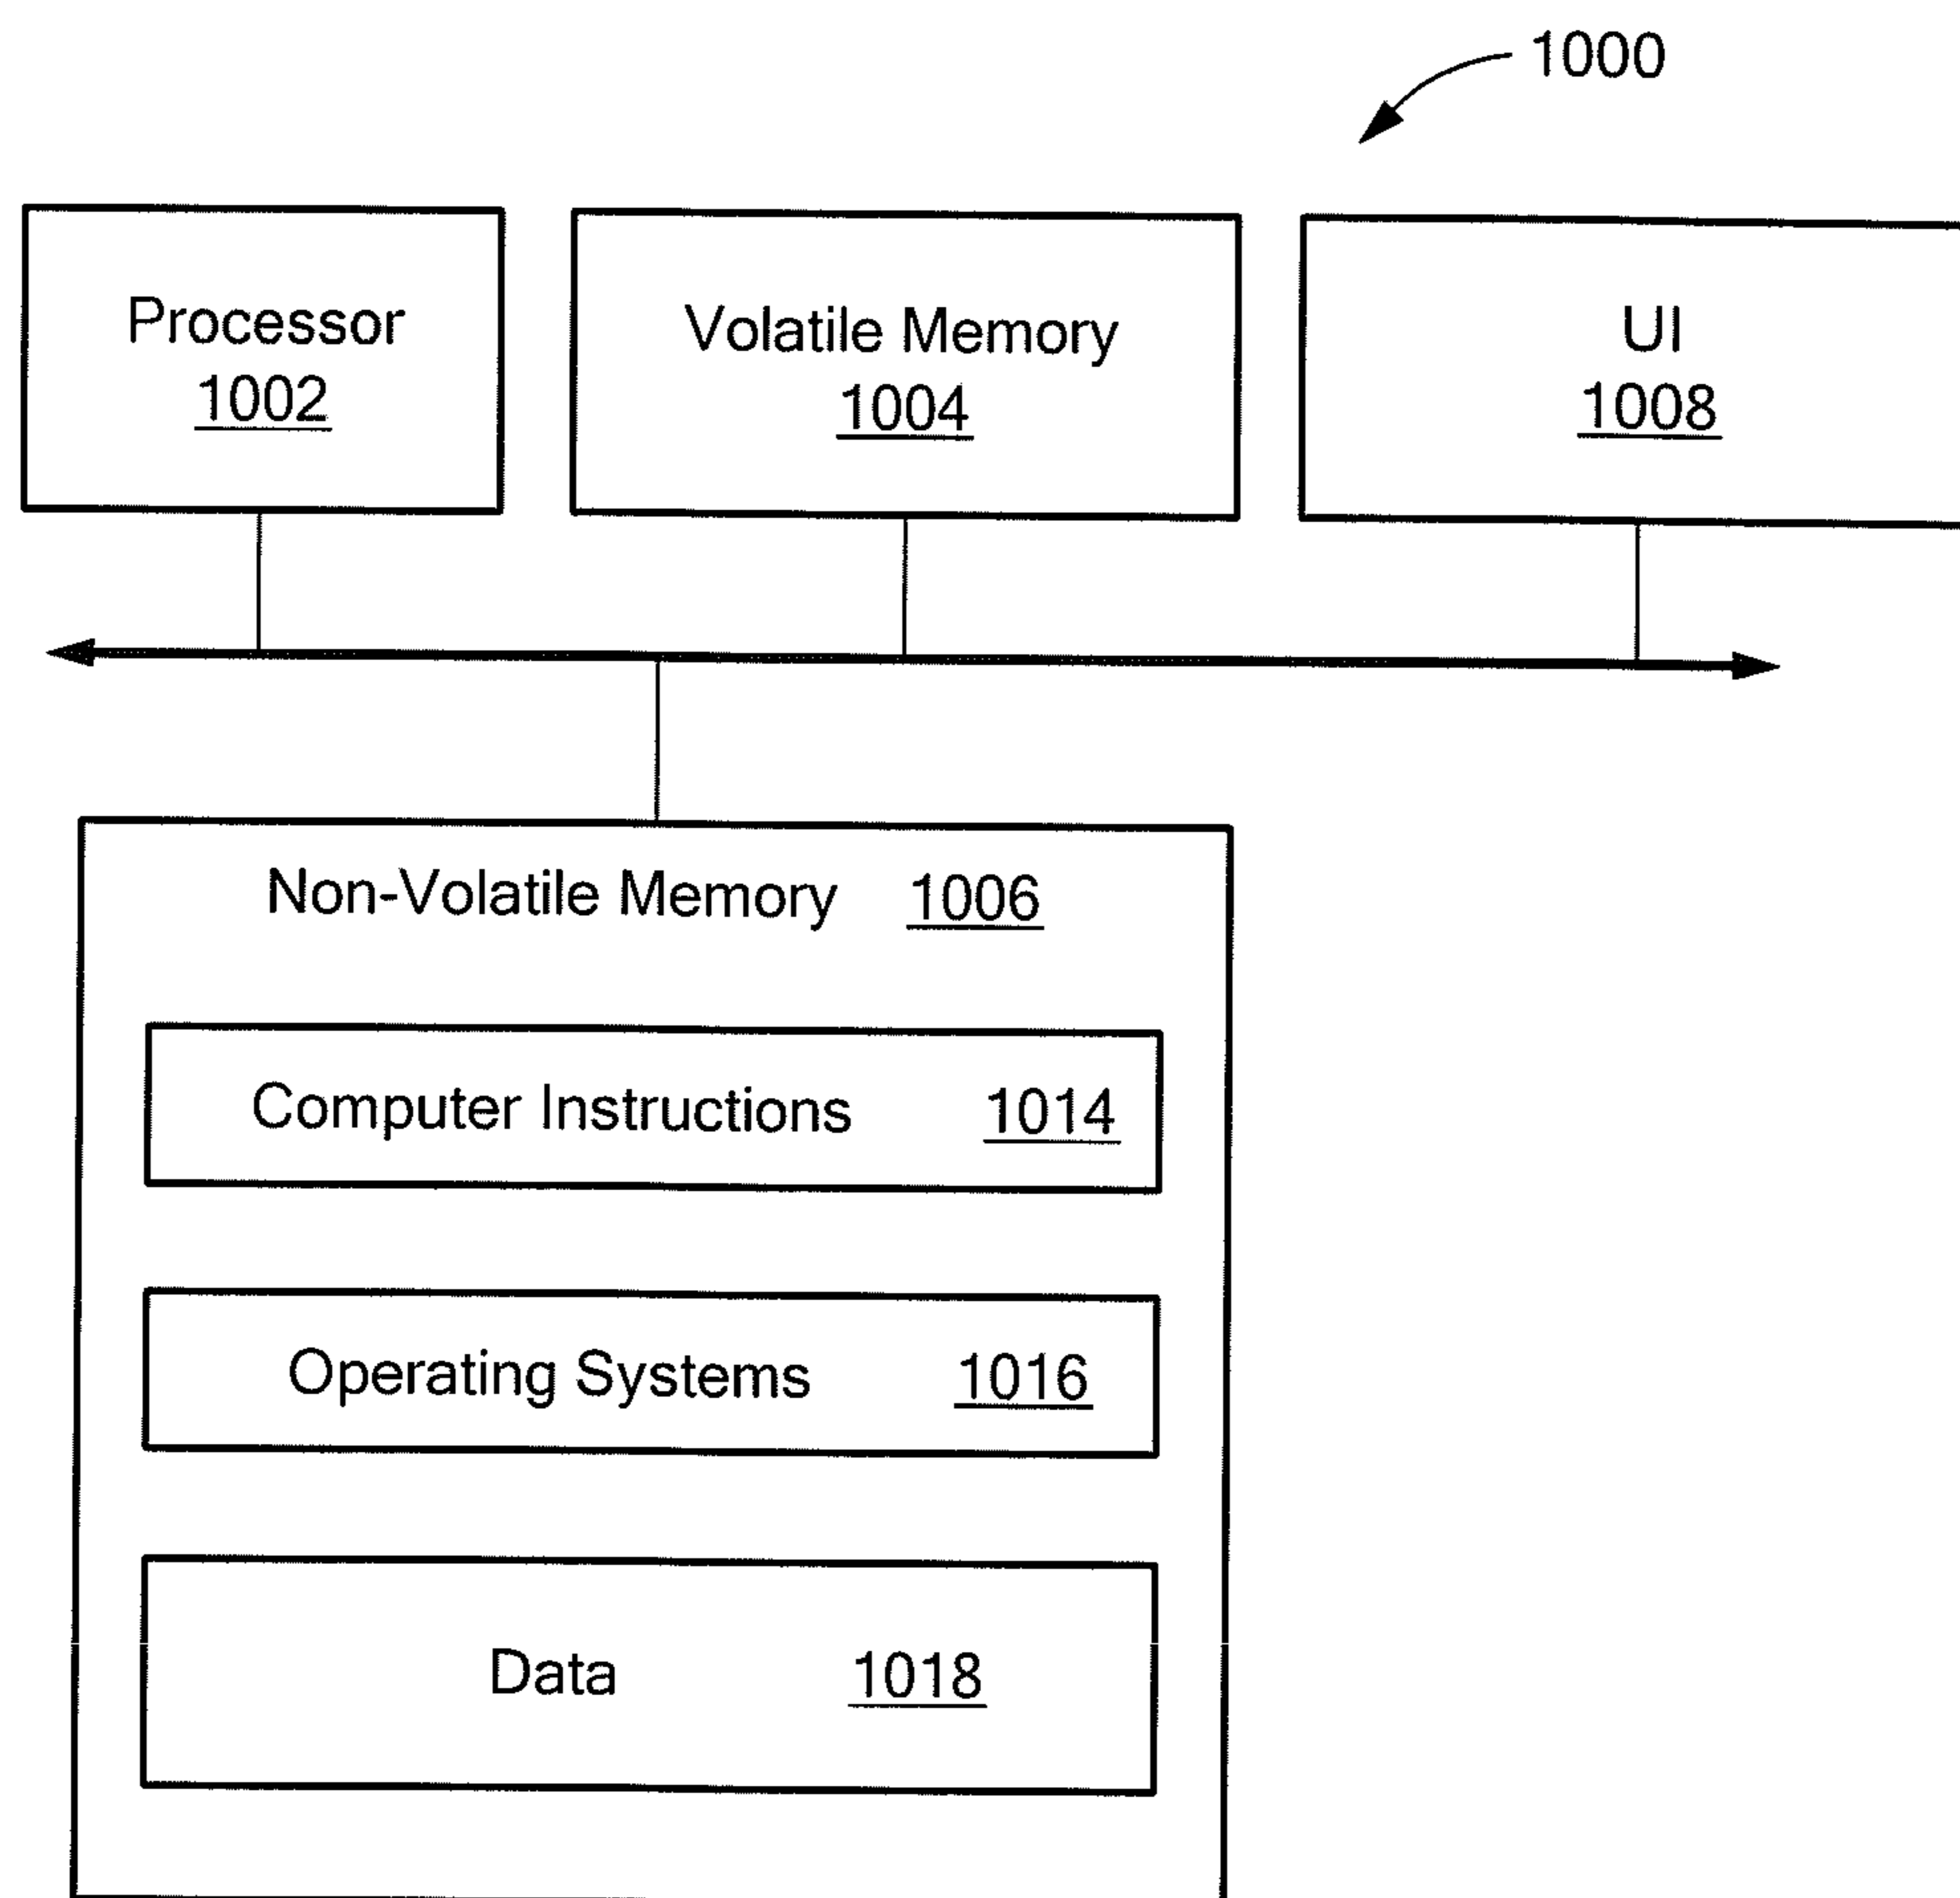 1000
Processor
1002
Volatile Memory
1004
UI
1008
Non-Volatile Memory 1006
Computer Instructions 1014
Operating Systems 1016
Data 1018